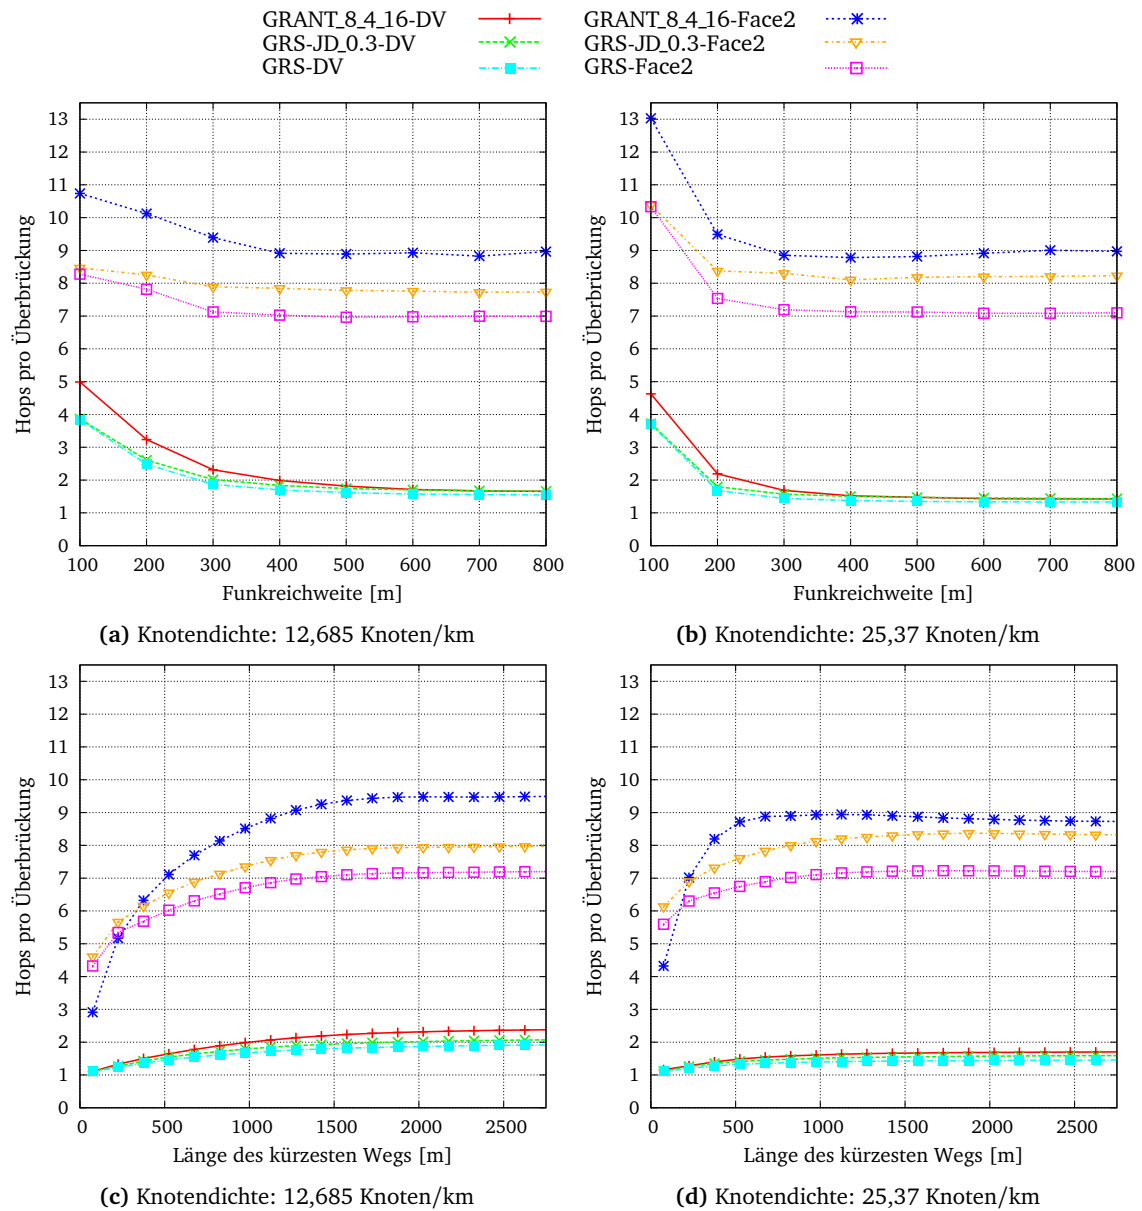 GRANT_8_4_16-DV GRANT_8_4_16-Face2
GRS-JD_0.3-DV GRS-JD_0.3-Face2
GRS-DV GRS-Face2
13 13
12 12
11 11
10 10
9 9
8 8
7 7
6 6
5 5
4 4
3 3
2 2
1 1
0 0
Hops pro Überbrückung Hops pro Überbrückung
100 200 300 400 500 600 700 800 100 200 300 400 500 600 700 800
Funkreichweite [m] Funkreichweite [m]
(a) Knotendichte: 12,685 Knoten/km (b) Knotendichte: 25,37 Knoten/km
13 13
12 12
11 11
10 10
9 9
8 8
7 7
6 6
5 5
4 4
3 3
2 2
1 1
0 0
Hops pro Überbrückung Hops pro Überbrückung
0 500 1000 1500 2000 2500 0 500 1000 1500 2000 2500
Länge des kürzesten Wegs [m] Länge des kürzesten Wegs [m]
(c) Knotendichte: 12,685 Knoten/km (d) Knotendichte: 25,37 Knoten/km